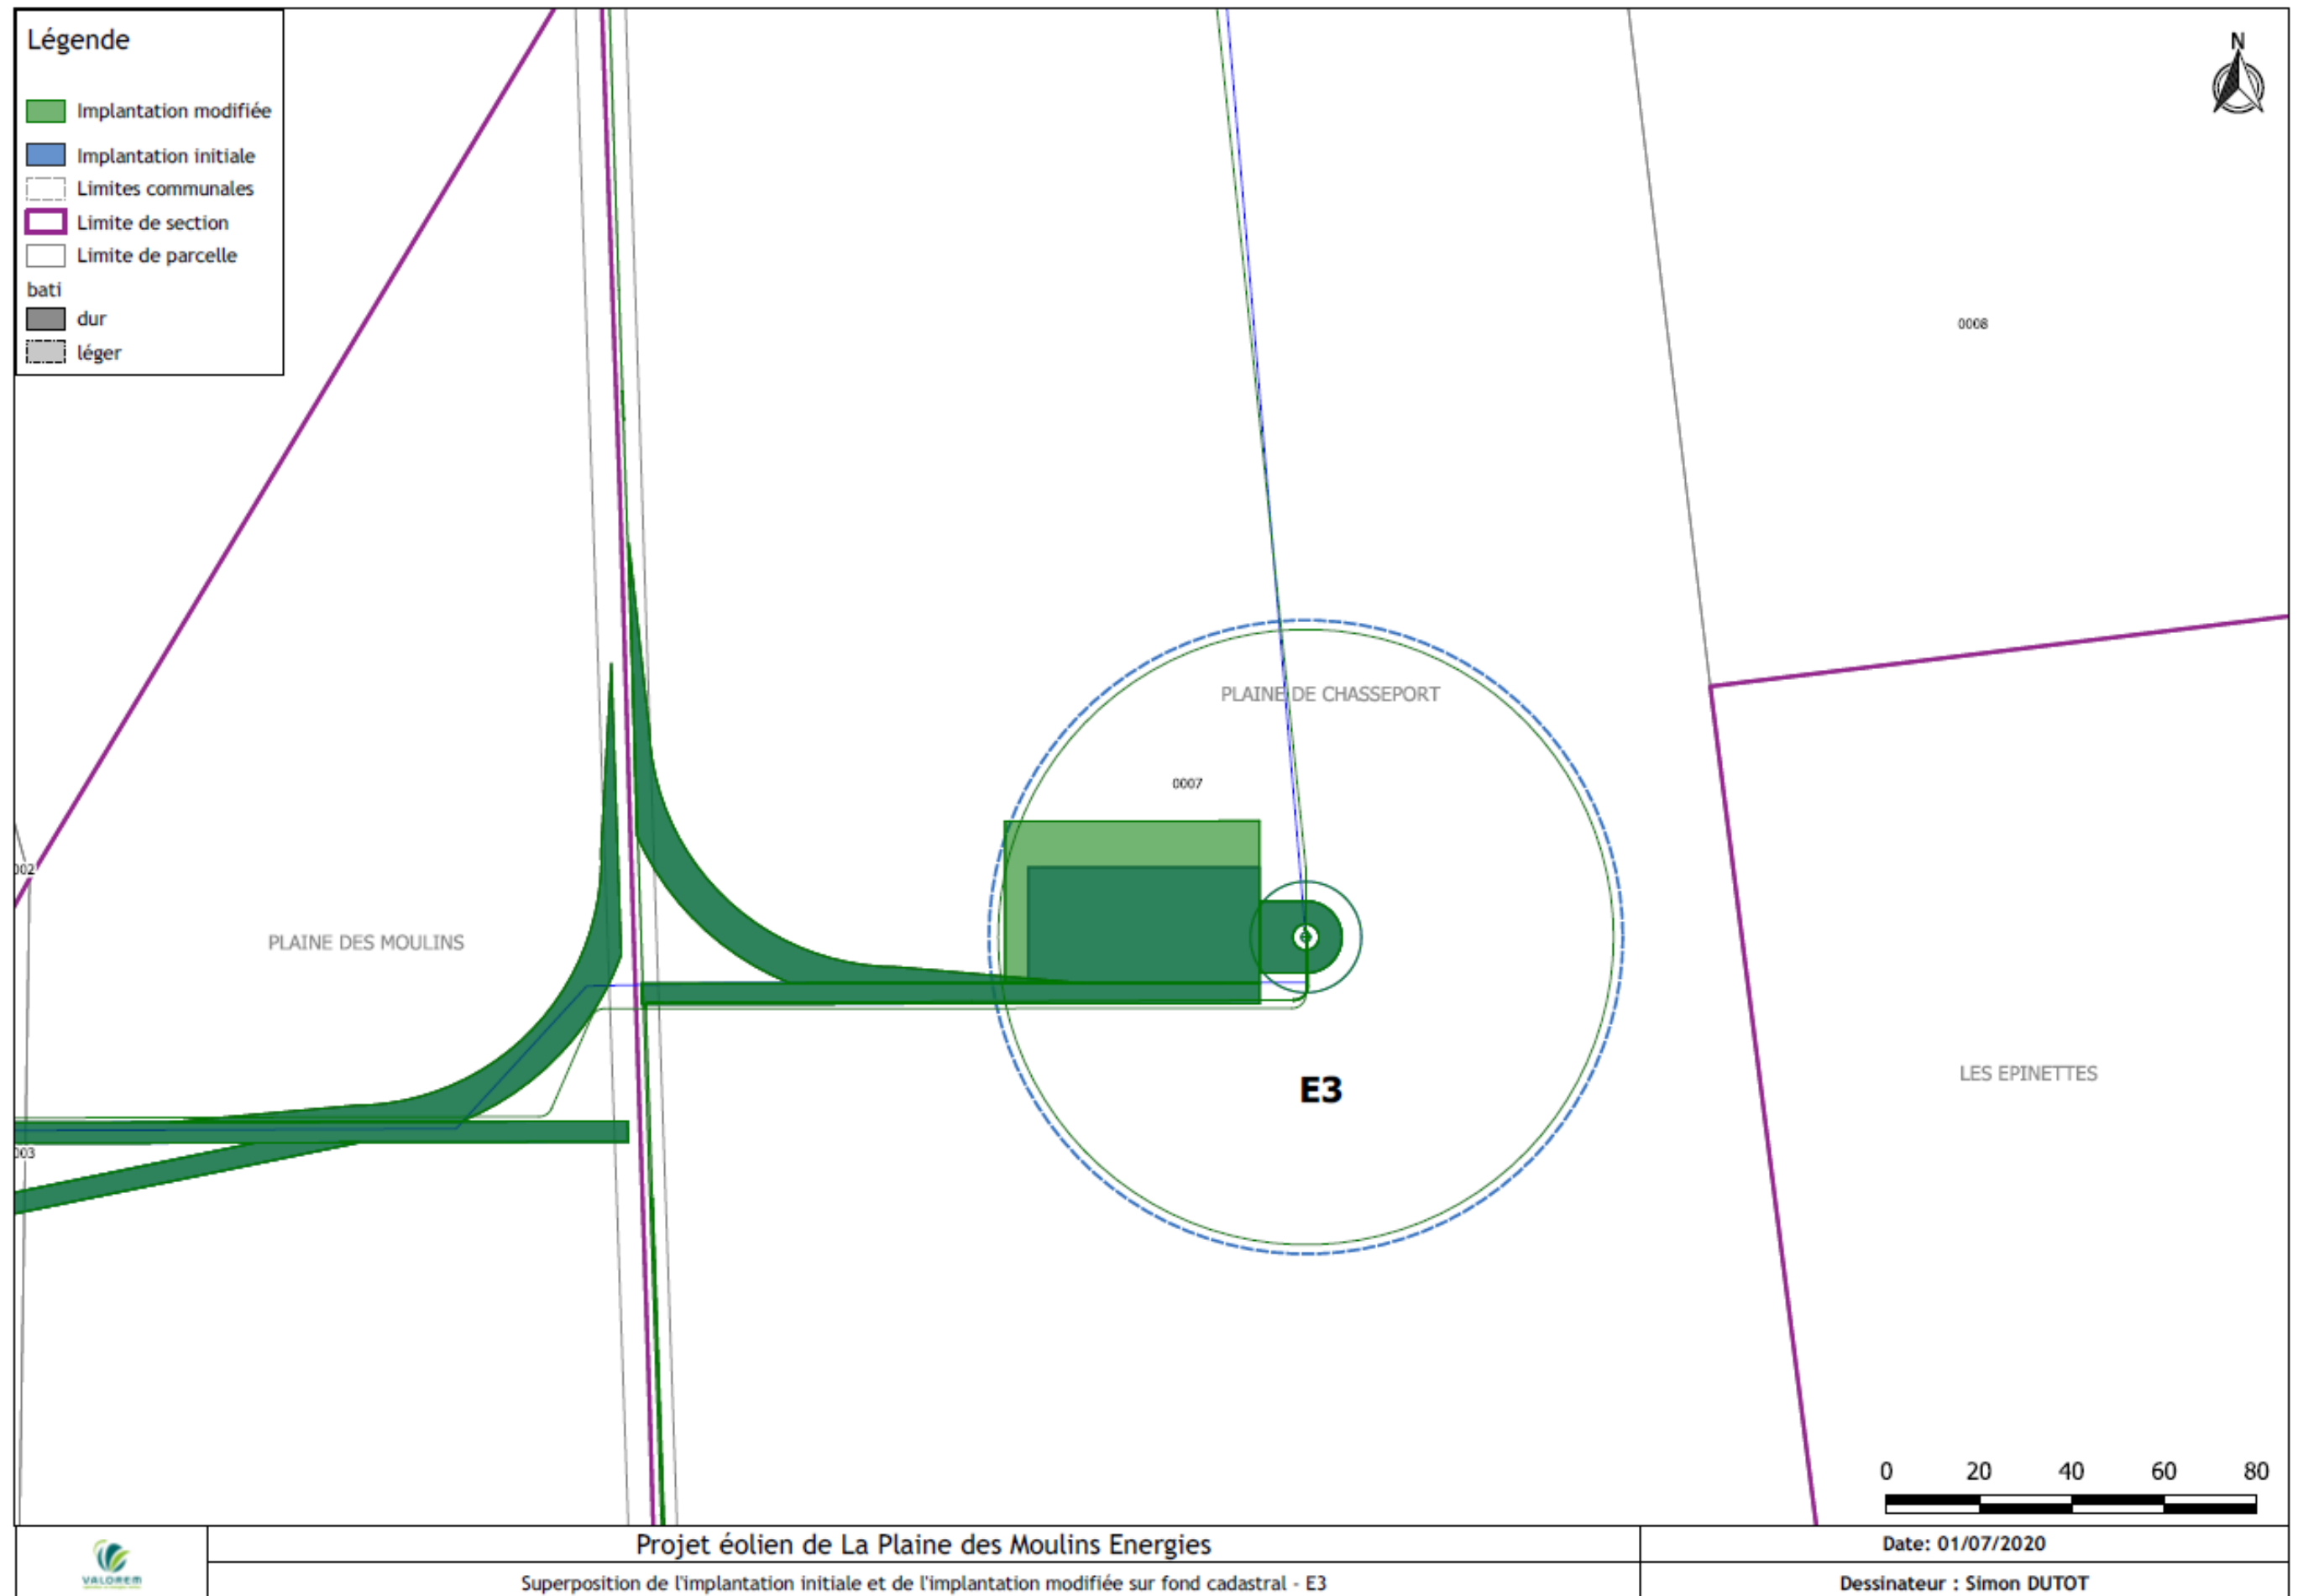 Légende
Implantation modifiée
Implantation initiale
Limites communales
Limite de section
Limite de parcelle
bati
dur
léger
N
0008
PLAINE DE CHASSEPORT
0007
002
PLAINE DES MOULINS
E3
LES EPINETTES
003
0 20 40 60 80
VALOREM
Projet éolien de La Plaine des Moulins Energies
Date: 01/07/2020
Superposition de l'implantation initiale et de l'implantation modifiée sur fond cadastral - E3
Dessinateur : Simon DUTOT